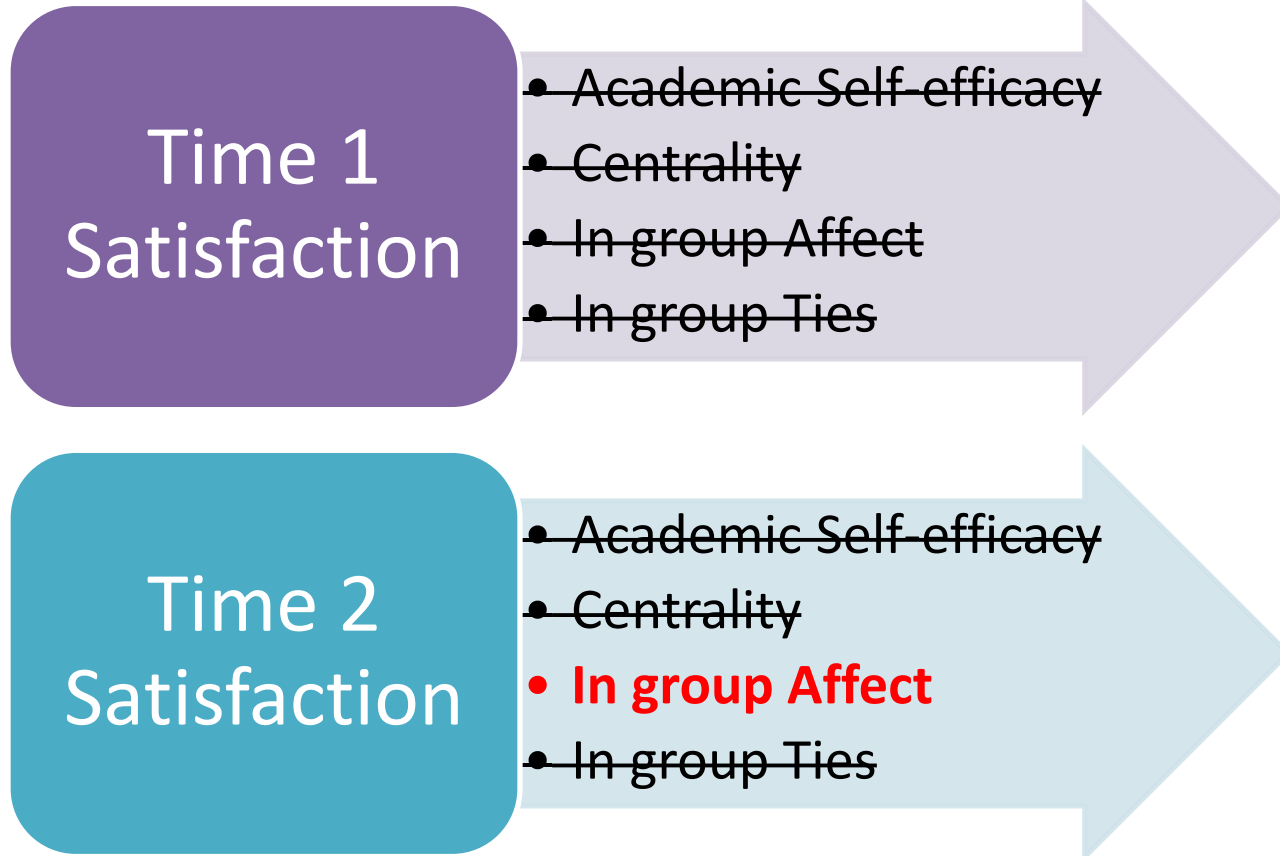 Time 1
Satisfaction
• Academic Self-efficacy
• Centrality
• In group Affect
• In group Ties
Time 2
Satisfaction
• Academic Self-efficacy
• Centrality
• In group Affect
• In group Ties